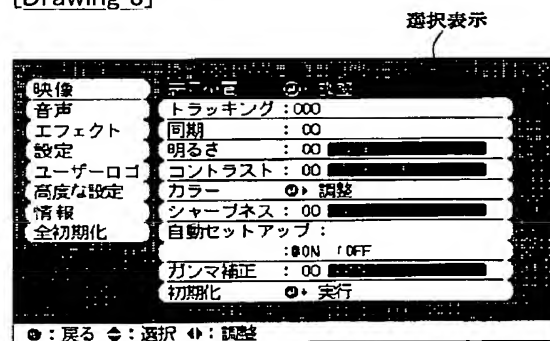 [Drawing 8]
選択表示
映像
音声
エフェクト
設定
ユーザーロゴ
高度な設定
情報
全初期化
調整
トラッキング：000
同期 ： 00
明るさ ： 00
コントラスト： 00
カラー 調整
シャープネス： 00
自動セットアップ：
：ON OFF
ガンマ補正 ： 00
初期化 実行
：戻る ：選択 ：調整